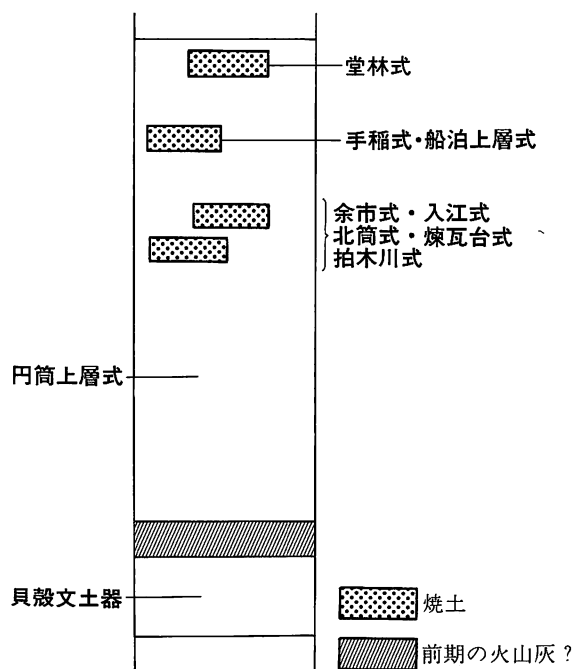 堂林式
手稲式・船泊上層式
余市式・入江式
北筒式・煉瓦台式
柏木川式
円筒上層式
貝殻文土器
焼土
前期の火山灰?